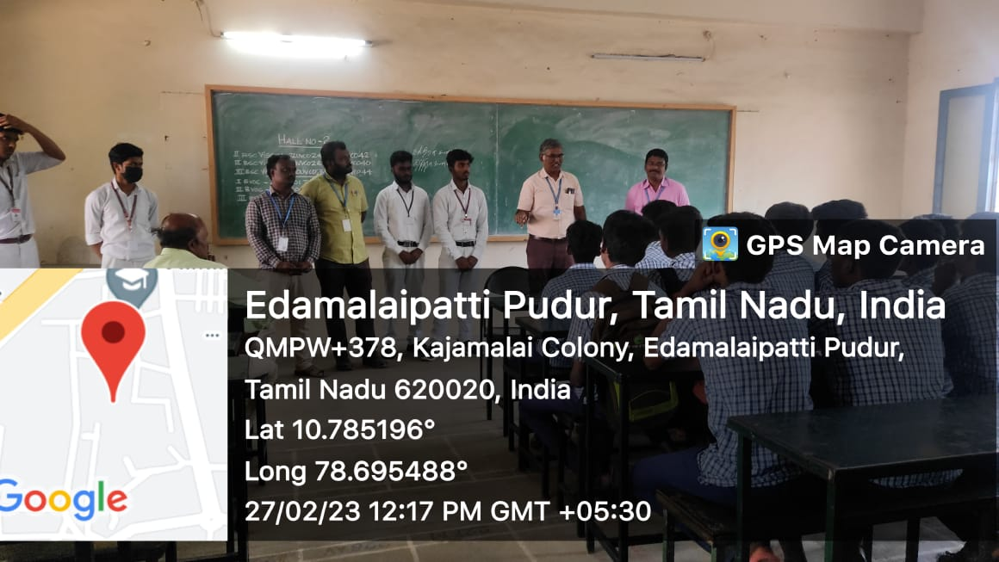 HALL NO-2
GPS Map Camera
Edamalaipatti Pudur, Tamil Nadu, India
QMPW+378, Kajamalai Colony, Edamalaipatti Pudur,
Tamil Nadu 620020, India
Lat 10.785196°
Long 78.695488°
27/02/23 12:17 PM GMT +05:30
Google